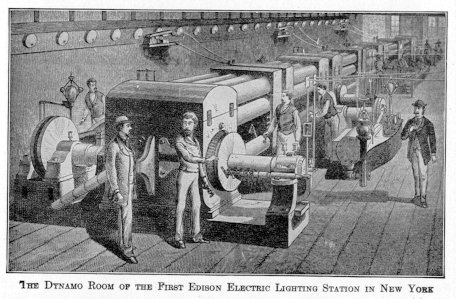 The Dynamo Room of the First Edison Electric Lighting Station in New York